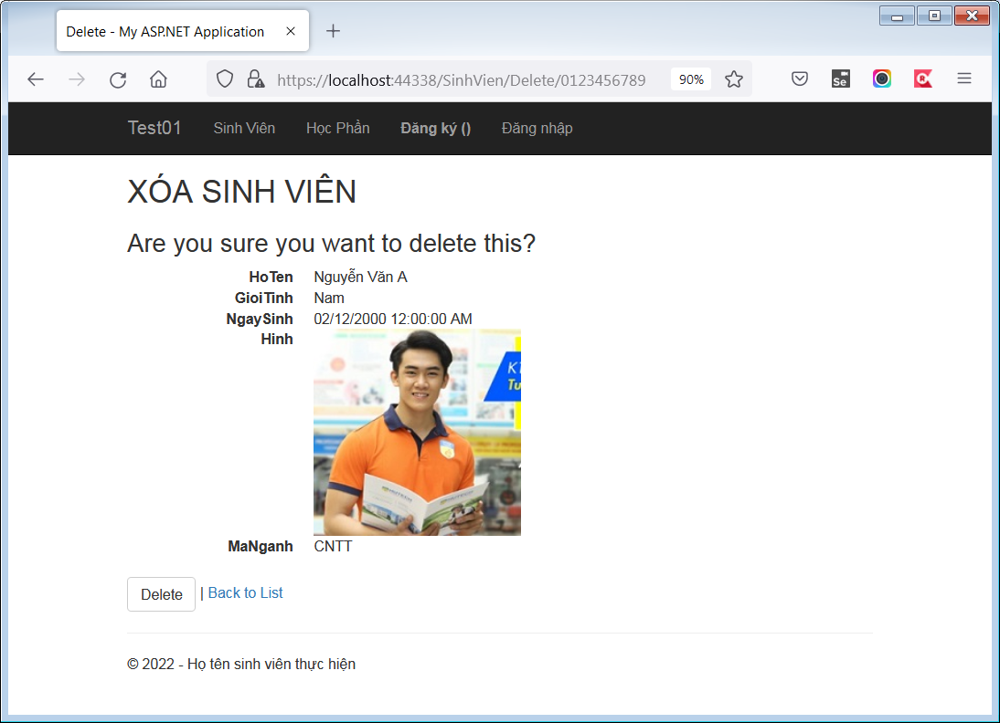 Delete - My ASP.NET Application
https://localhost:44338/SinhVien/Delete/0123456789
90%
Se
Test01 Sinh Viên Học Phần Đăng ký () Đăng nhập
XÓA SINH VIÊN
Are you sure you want to delete this?
HoTen Nguyễn Văn A
GioiTinh Nam
NgaySinh 02/12/2000 12:00:00 AM
Hinh
MaNganh CNTT
Delete | Back to List
© 2022 - Họ tên sinh viên thực hiện